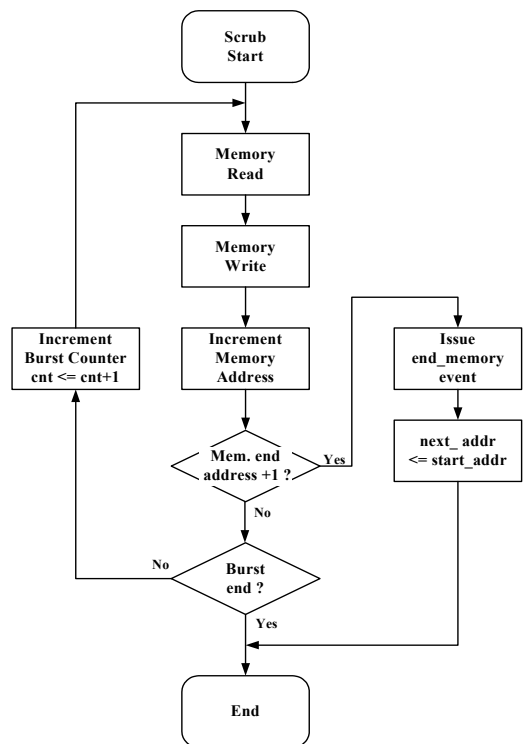 Scrub
Start
Memory
Read
Memory
Write
Increment
Burst Counter
cnt <= cnt+1
Increment
Memory
Address
Issue
end_memory
event
Mem. end
address +1 ?
Yes
next_ addr
<= start_addr
No
No
Burst
end ?
Yes
End